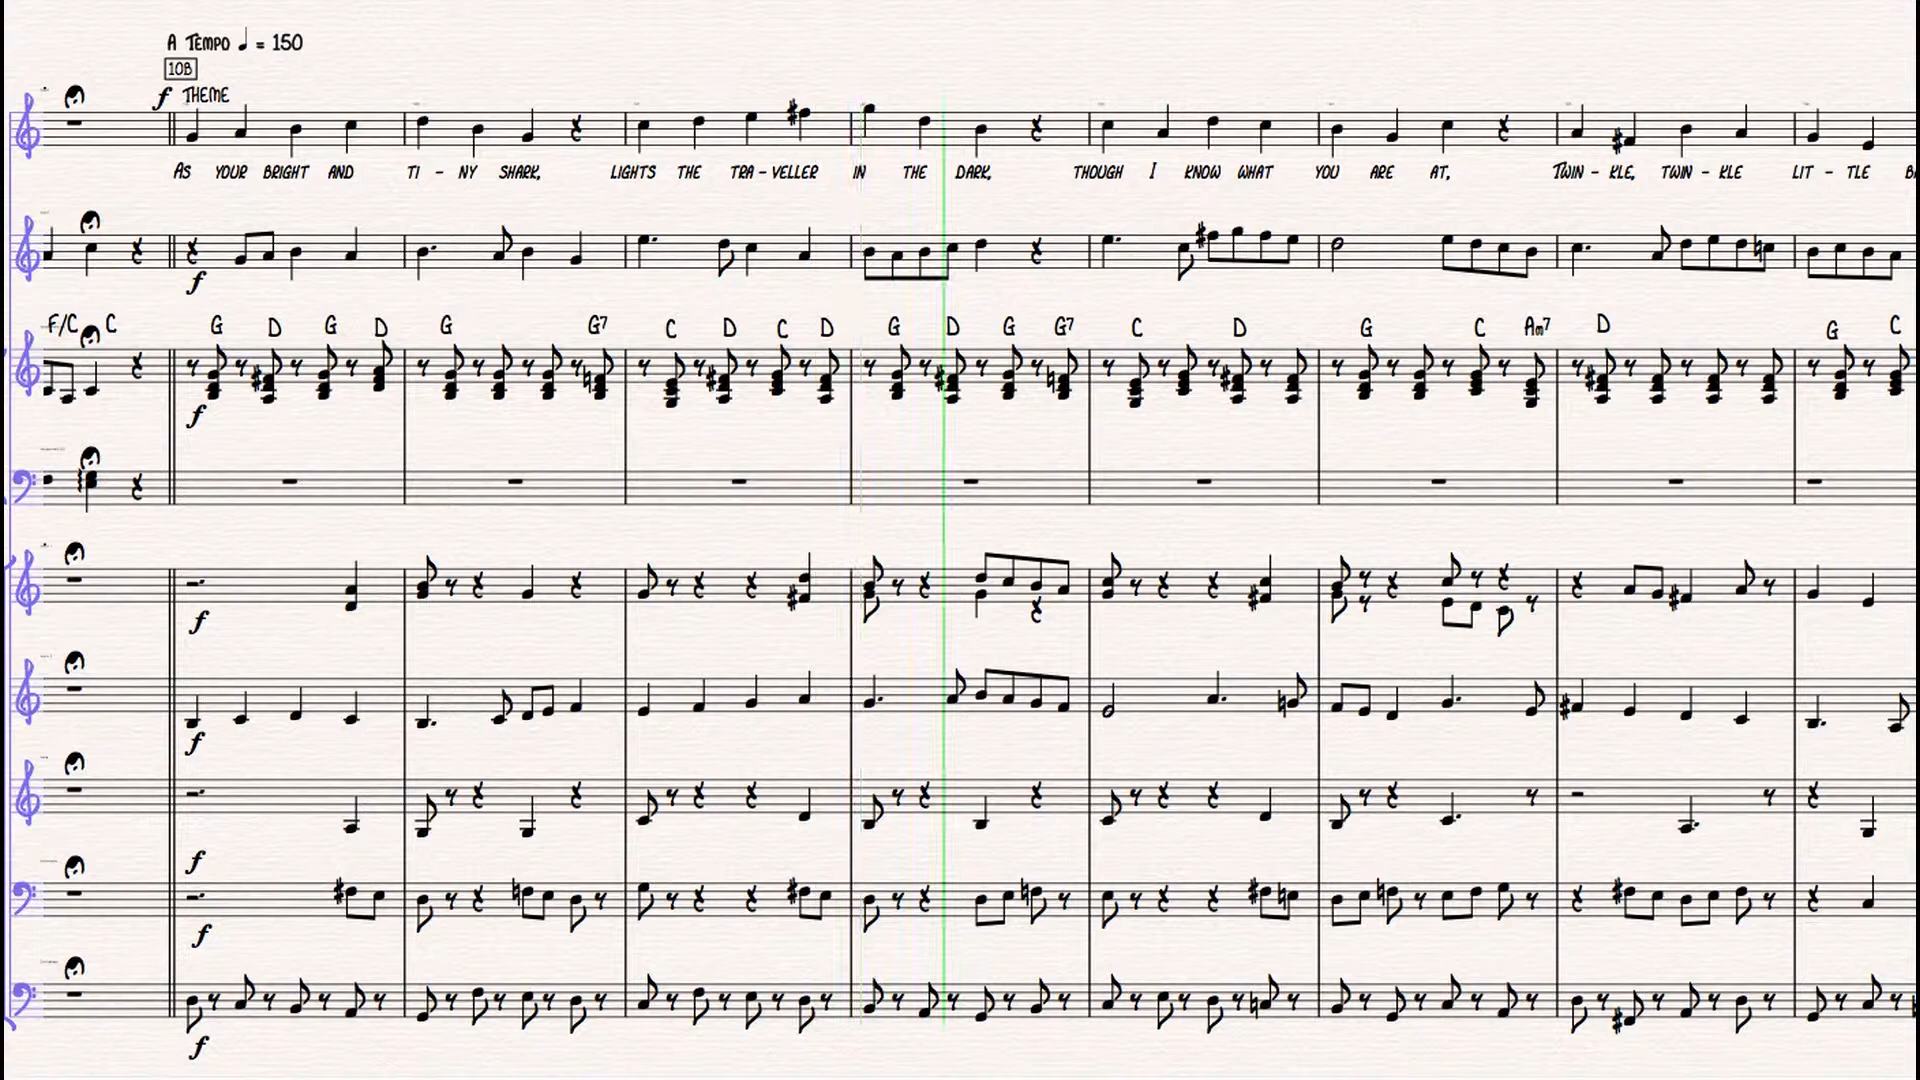 A TEMPO ♩ = 150
10B
f THEME
AS YOUR BRIGHT AND TI - NY SHARK, LIGHTS THE TRA - VELLER IN THE DARK, THOUGH I KNOW WHAT YOU ARE AT, TWIN - KLE, TWIN - KLE LIT - TLE
f
F/C C G D G D G G7 C D C D G D G G7 C D G C Am7 D G C
f
f
f
f
f
f